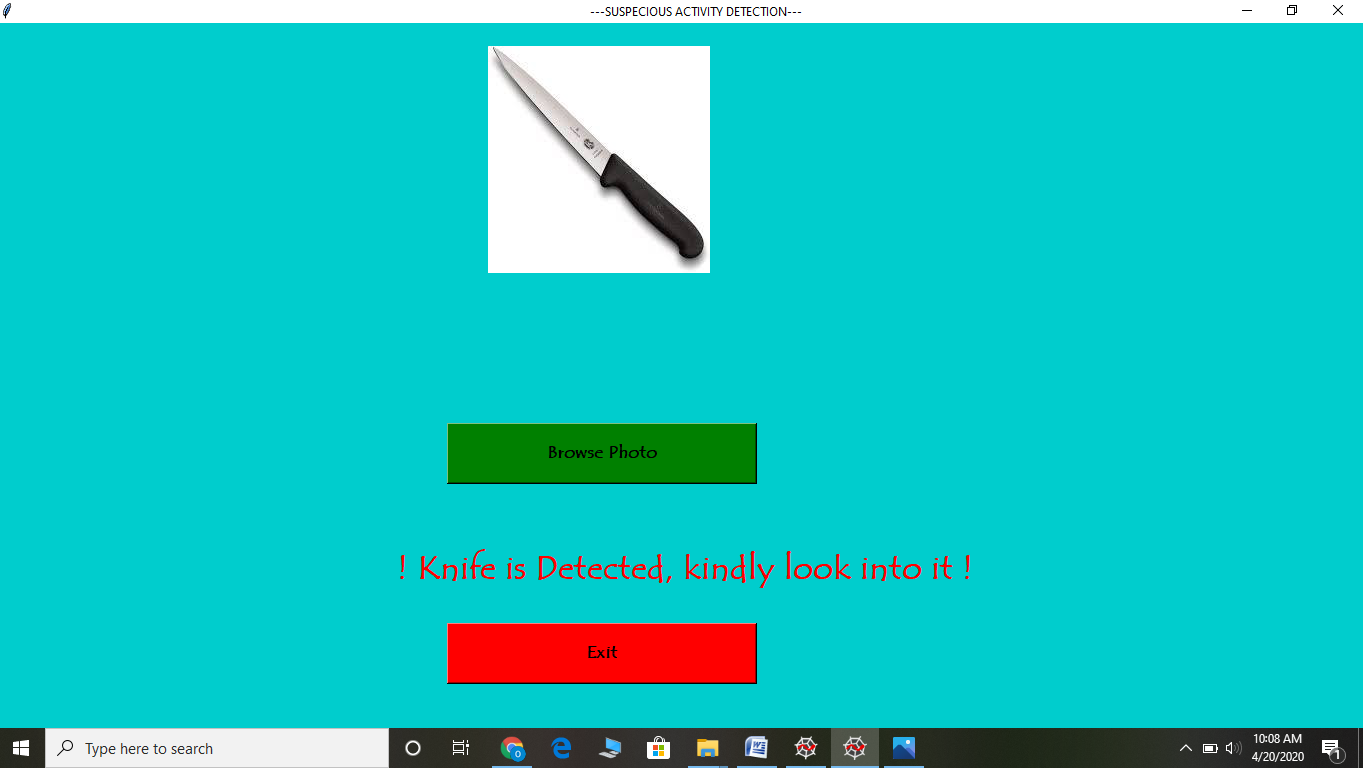 ---SUSPECIOUS ACTIVITY DETECTION---
Browse Photo
! Knife is Detected, kindly look into it !
Exit
Type here to search
10:08 AM
4/20/2020
1